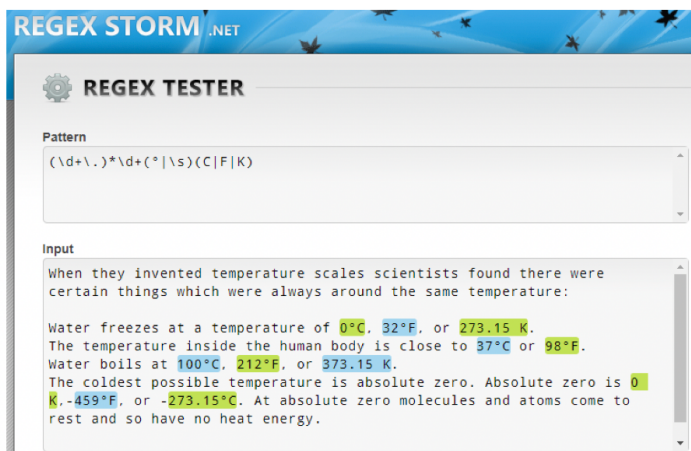 REGEX STORM .NET
REGEX TESTER
Pattern
(\d+\.)*\d+(°|\s)(C|F|K)
Input
When they invented temperature scales scientists found there were
certain things which were always around the same temperature:
Water freezes at a temperature of 0°C, 32°F, or 273.15 K.
The temperature inside the human body is close to 37°C or 98°F.
Water boils at 100°C, 212°F, or 373.15 K.
The coldest possible temperature is absolute zero. Absolute zero is 0
K,-459°F, or -273.15°C. At absolute zero molecules and atoms come to
rest and so have no heat energy.